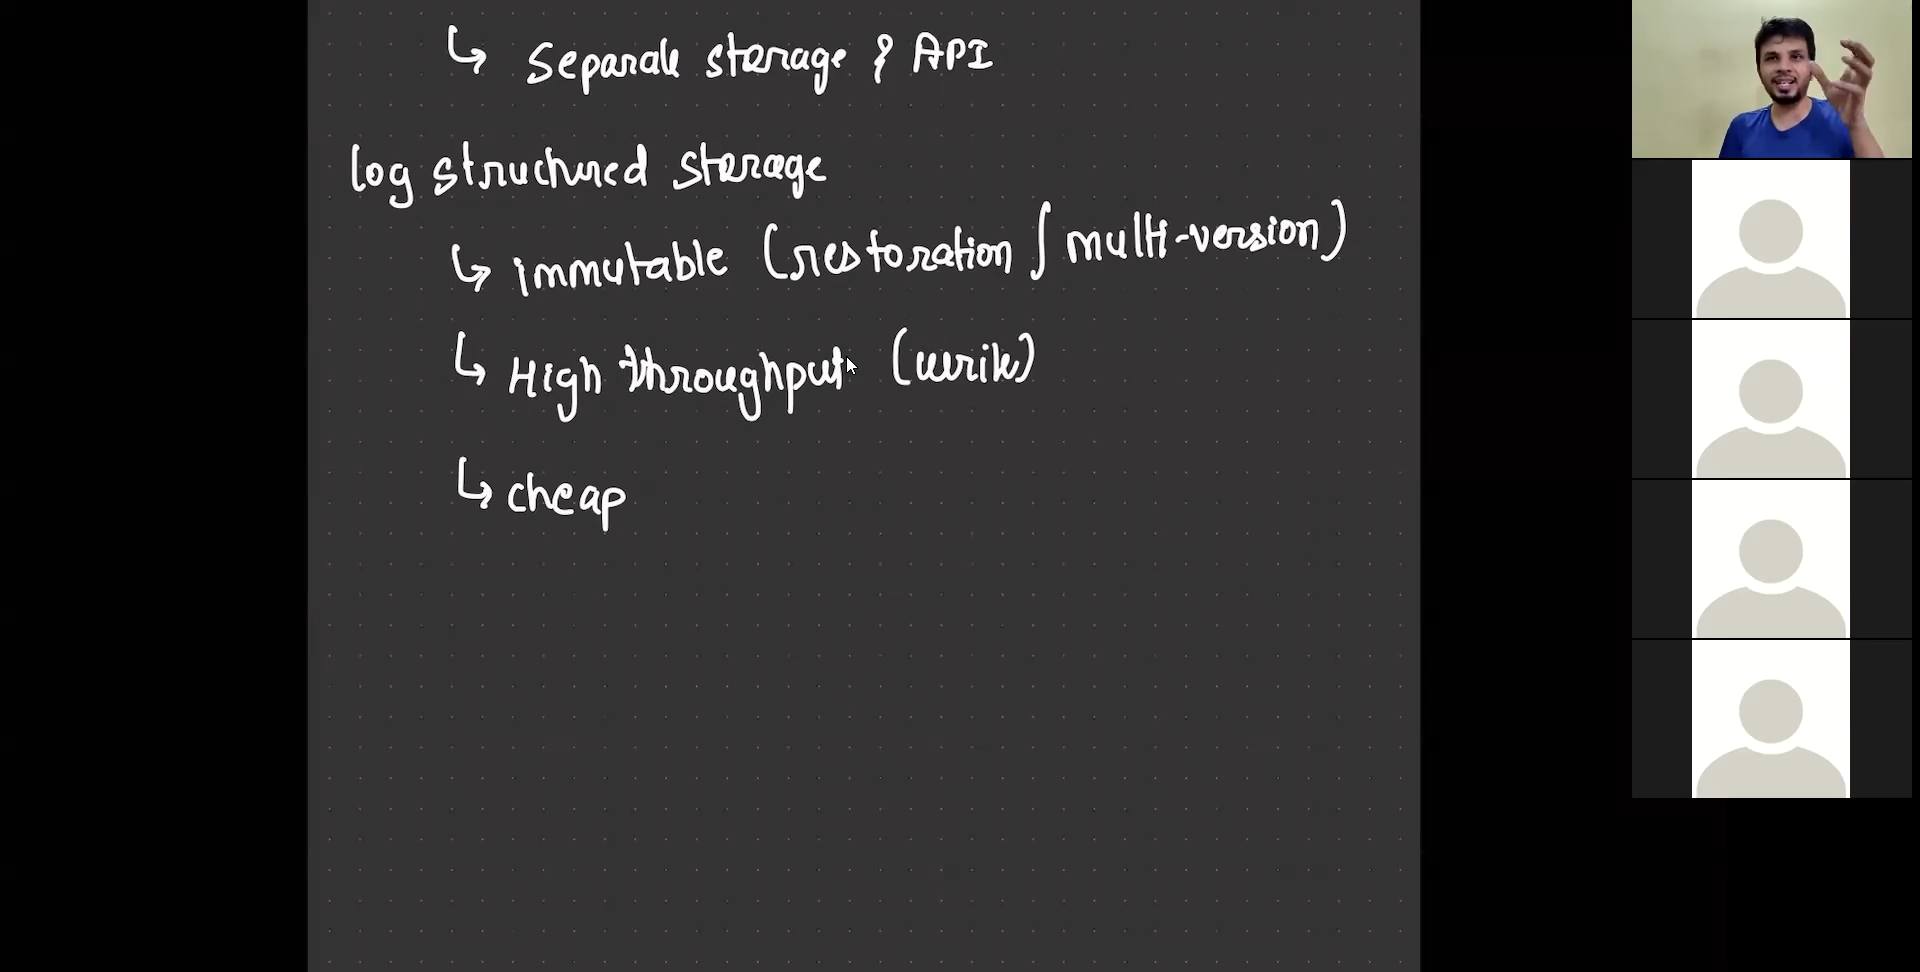 ↳ Separate storage & API
log structured storage
↳ immutable (restoration / multi-version)
↳ High throughput (write)
↳ cheap